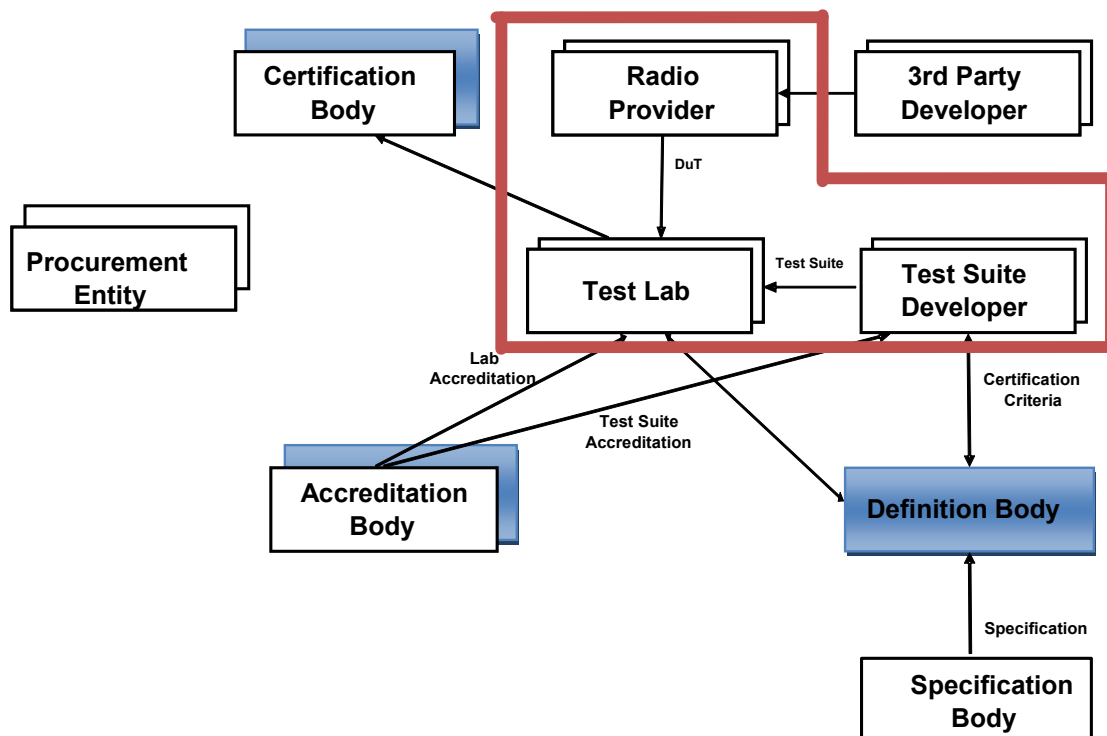 Certification
Body
Radio
Provider
3rd Party
Developer
DuT
Procurement
Entity
Test Lab
Test Suite
Test Suite
Developer
Lab
Accreditation
Test Suite
Accreditation
Certification
Criteria
Accreditation
Body
Definition Body
Specification
Specification
Body